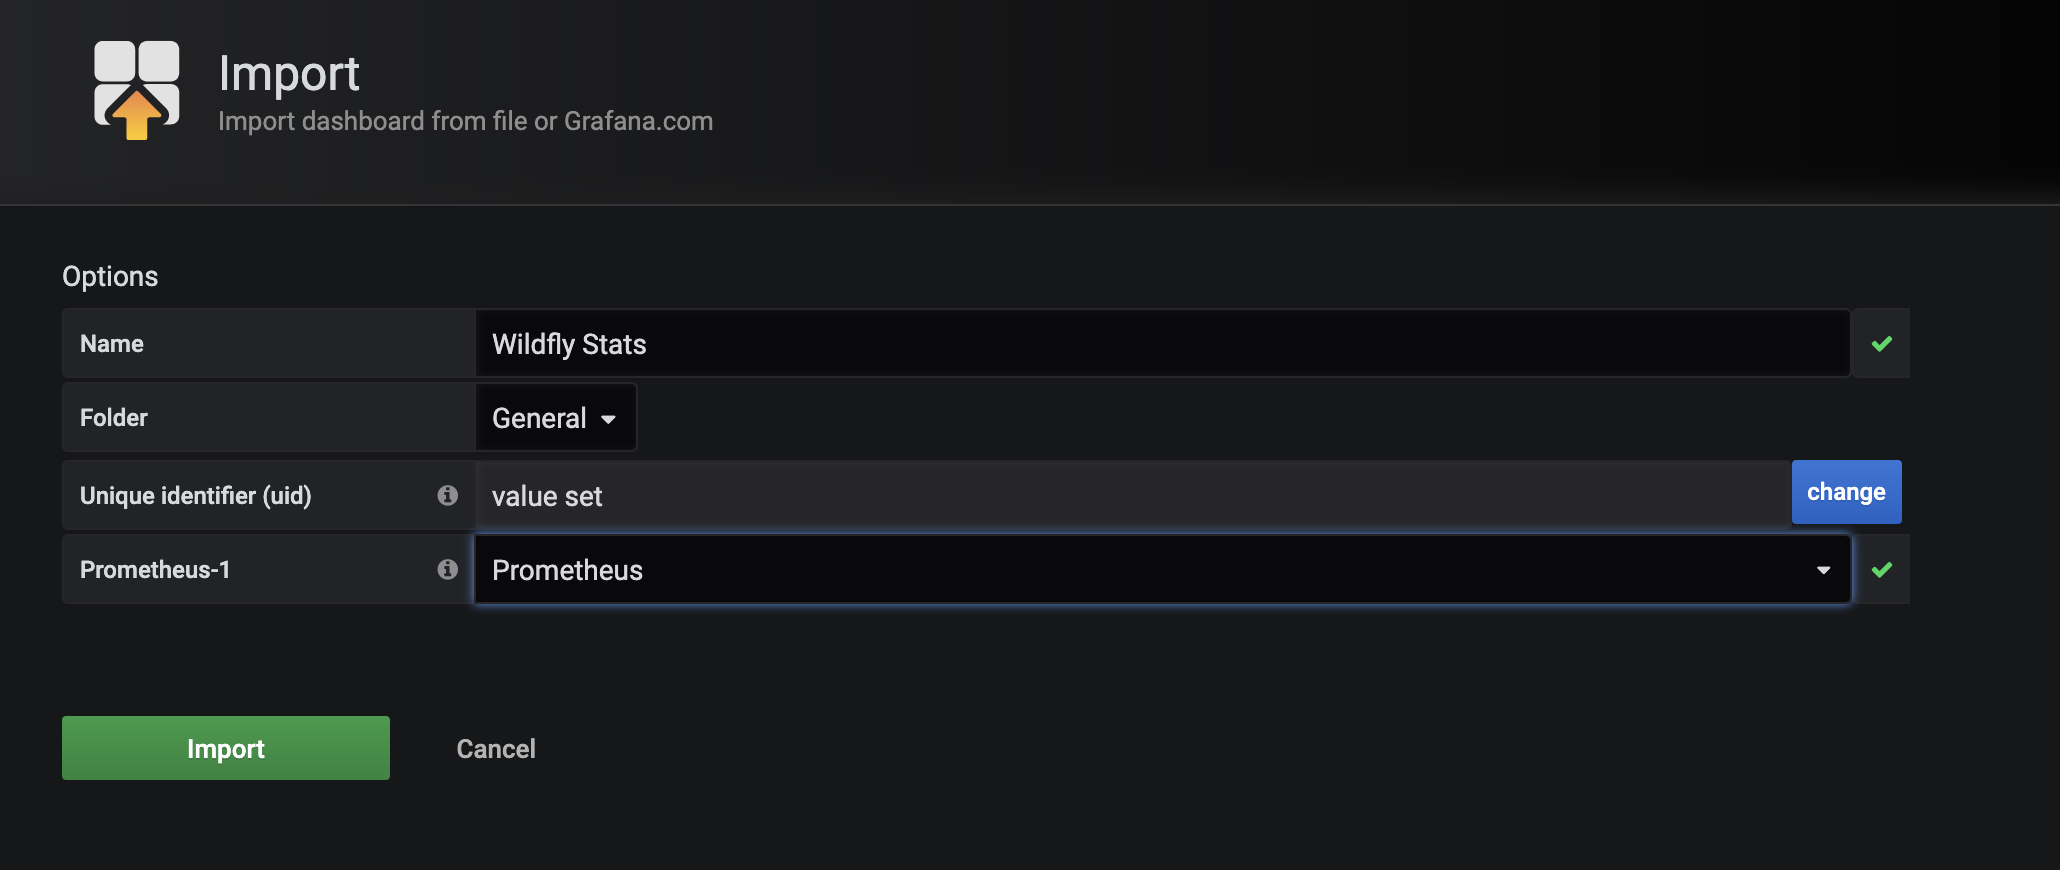 Import
Import dashboard from file or Grafana.com
Options
Name Wildfly Stats
Folder General
Unique identifier (uid) value set change
Prometheus-1 Prometheus
Import Cancel